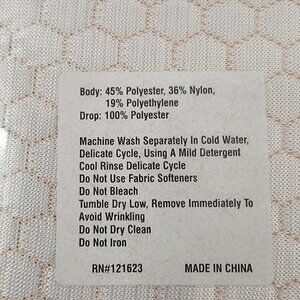 Body: 45% Polyester, 36% Nylon,
19% Polyethylene
Drop: 100% Polyester
Machine Wash Separately In Cold Water,
Delicate Cycle, Using A Mild Detergent
Cool Rinse Delicate Cycle
Do Not Use Fabric Softeners
Do Not Bleach
Tumble Dry Low, Remove Immediately To
Avoid Wrinkling
Do Not Dry Clean
Do Not Iron
RN#121623 MADE IN CHINA